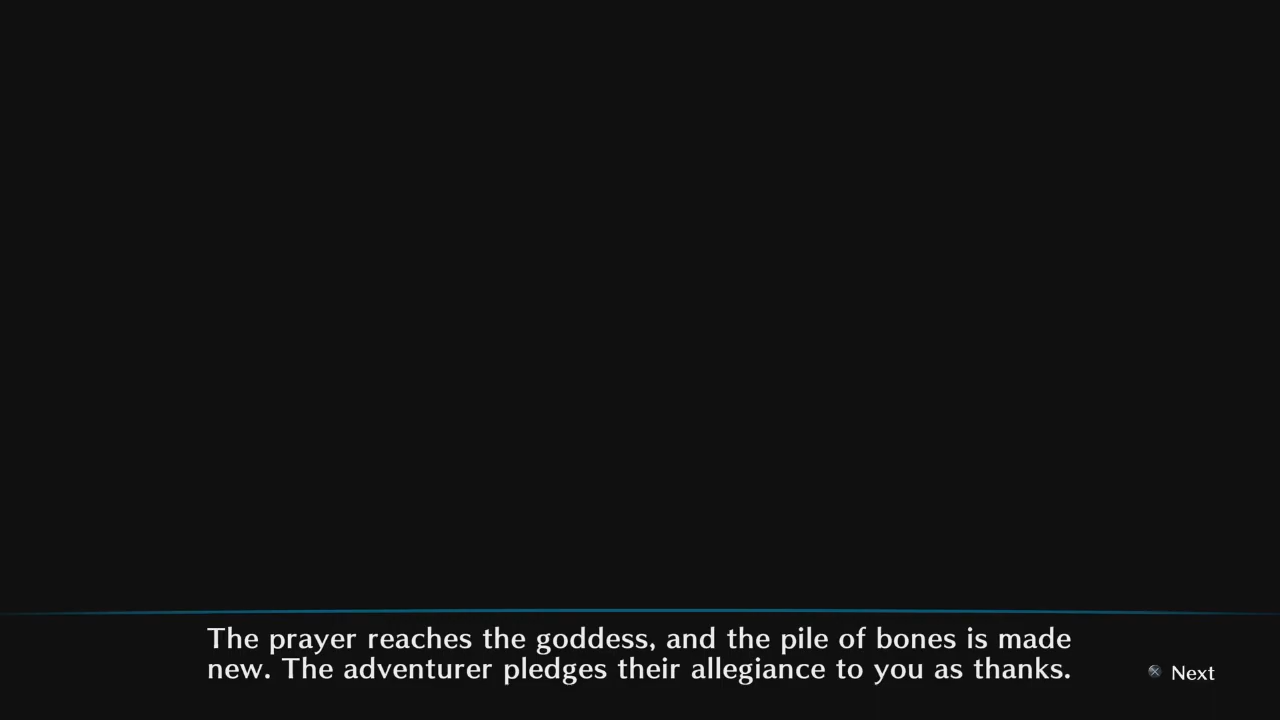 The prayer reaches the goddess, and the pile of bones is made
new. The adventurer pledges their allegiance to you as thanks.
Next